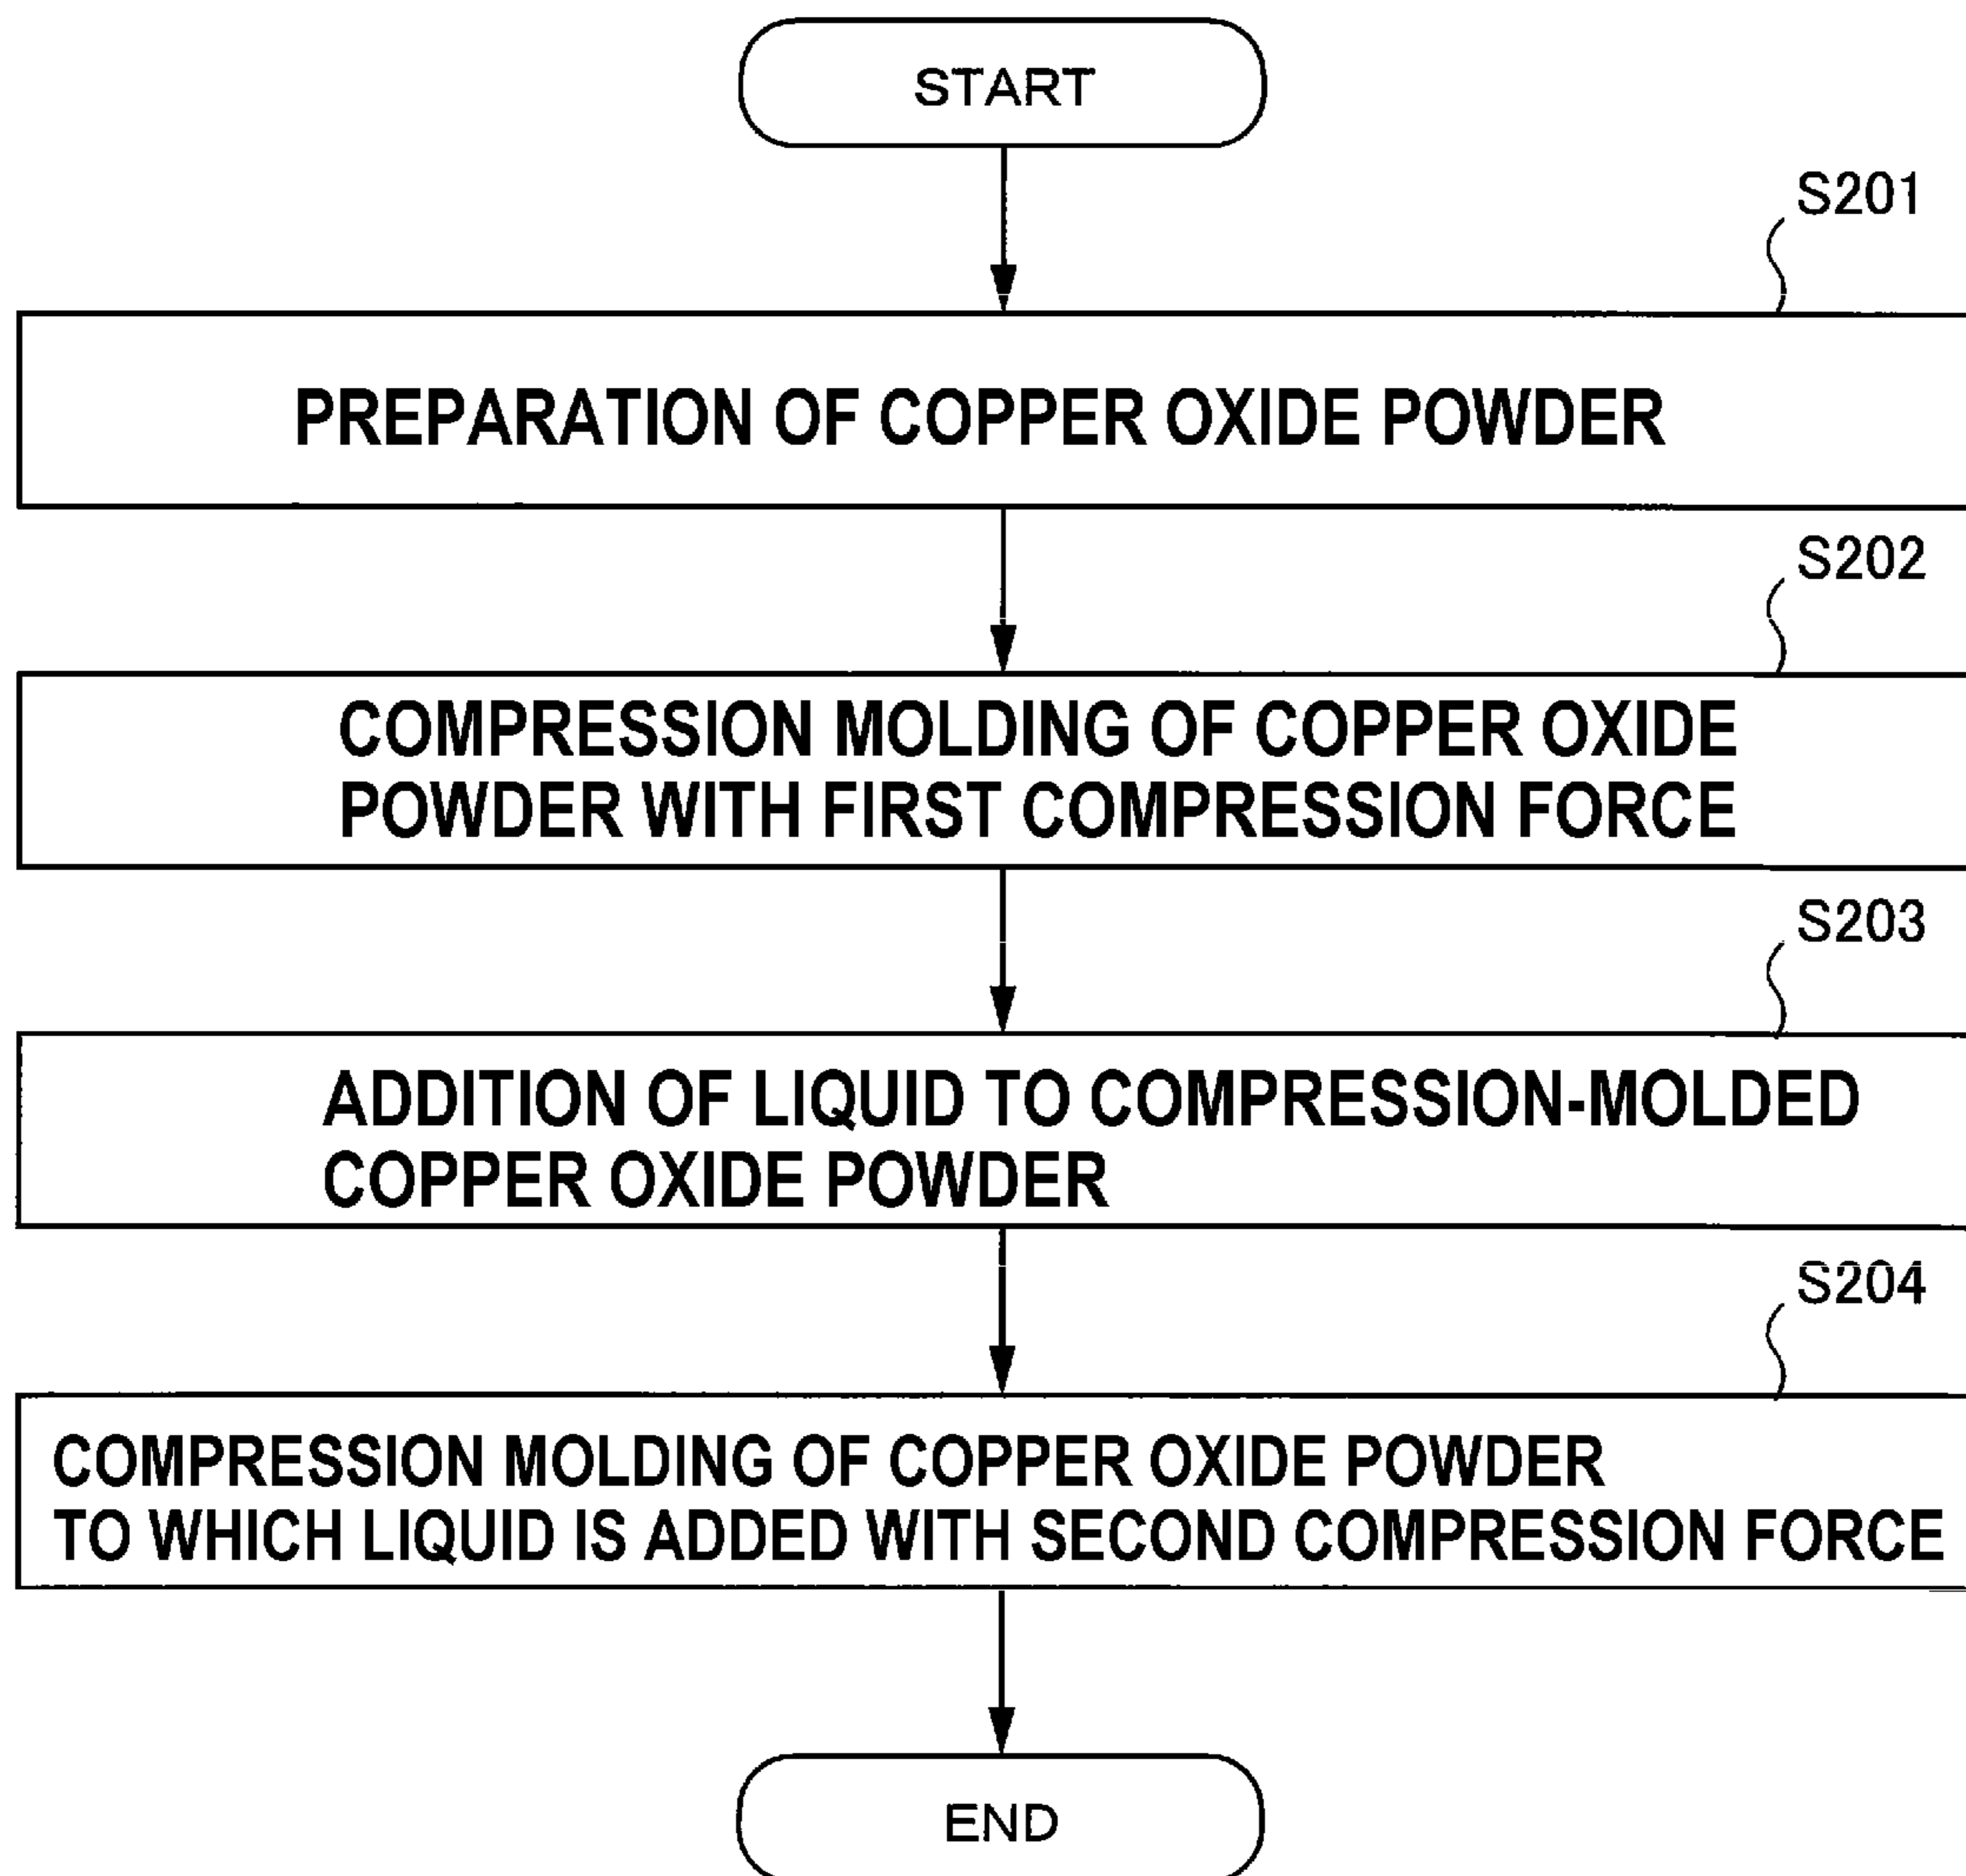 START
S201
PREPARATION OF COPPER OXIDE POWDER
S202
COMPRESSION MOLDING OF COPPER OXIDE
POWDER WITH FIRST COMPRESSION FORCE
S203
ADDITION OF LIQUID TO COMPRESSION-MOLDED
COPPER OXIDE POWDER
S204
COMPRESSION MOLDING OF COPPER OXIDE POWDER
TO WHICH LIQUID IS ADDED WITH SECOND COMPRESSION FORCE
END